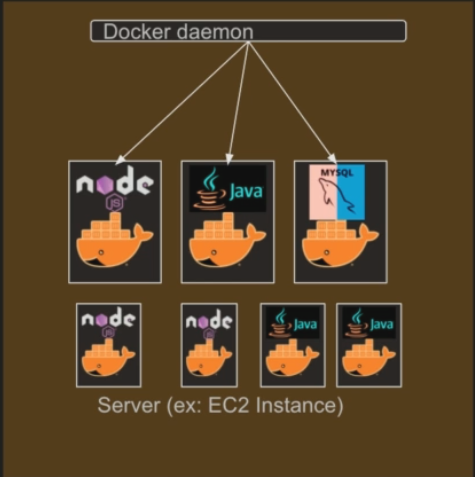 Docker daemon
node
JS
Java
MYSQL
node
JS
node
JS
Java
Java
Server (ex: EC2 Instance)